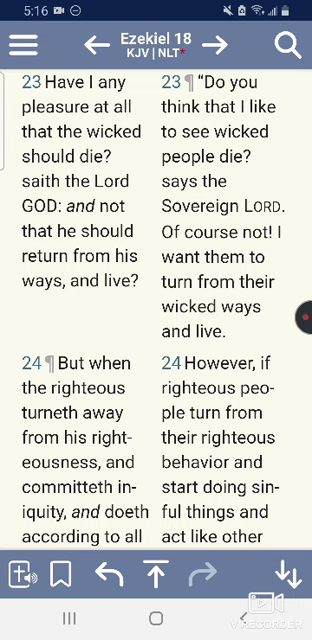 5:16
Ezekiel 18
KJV | NLT*
23 Have I any
pleasure at all
that the wicked
should die?
saith the Lord
GOD: and not
that he should
return from his
ways, and live?
24 ¶ But when
the righteous
turneth away
from his right-
eousness, and
committeth in-
iquity, and doeth
according to all
23 ¶ “Do you
think that I like
to see wicked
people die?
says the
Sovereign LORD.
Of course not! I
want them to
turn from their
wicked ways
and live.
24 However, if
righteous peo-
ple turn from
their righteous
behavior and
start doing sin-
ful things and
act like other
V RECORDER